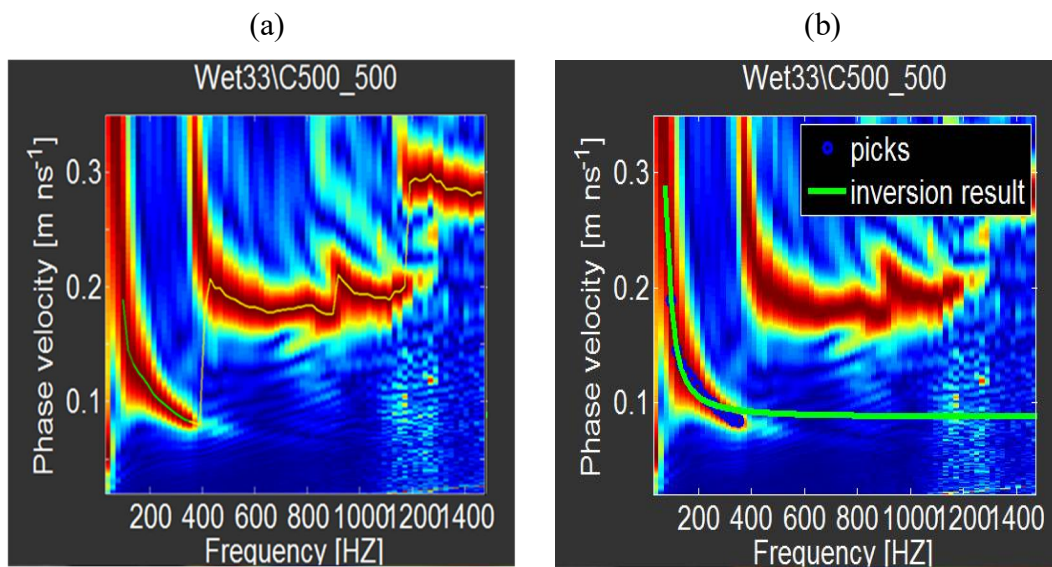 (a)
Wet33\C500_500
Phase velocity [m ns⁻¹]
0.3
0.2
0.1
200 400 600 800 1000 1200 1400
Frequency [HZ]
(b)
Wet33\C500_500
Phase velocity [m ns⁻¹]
0.3
0.2
0.1
picks
inversion result
200 400 600 800 1000 1200 1400
Frequency [HZ]